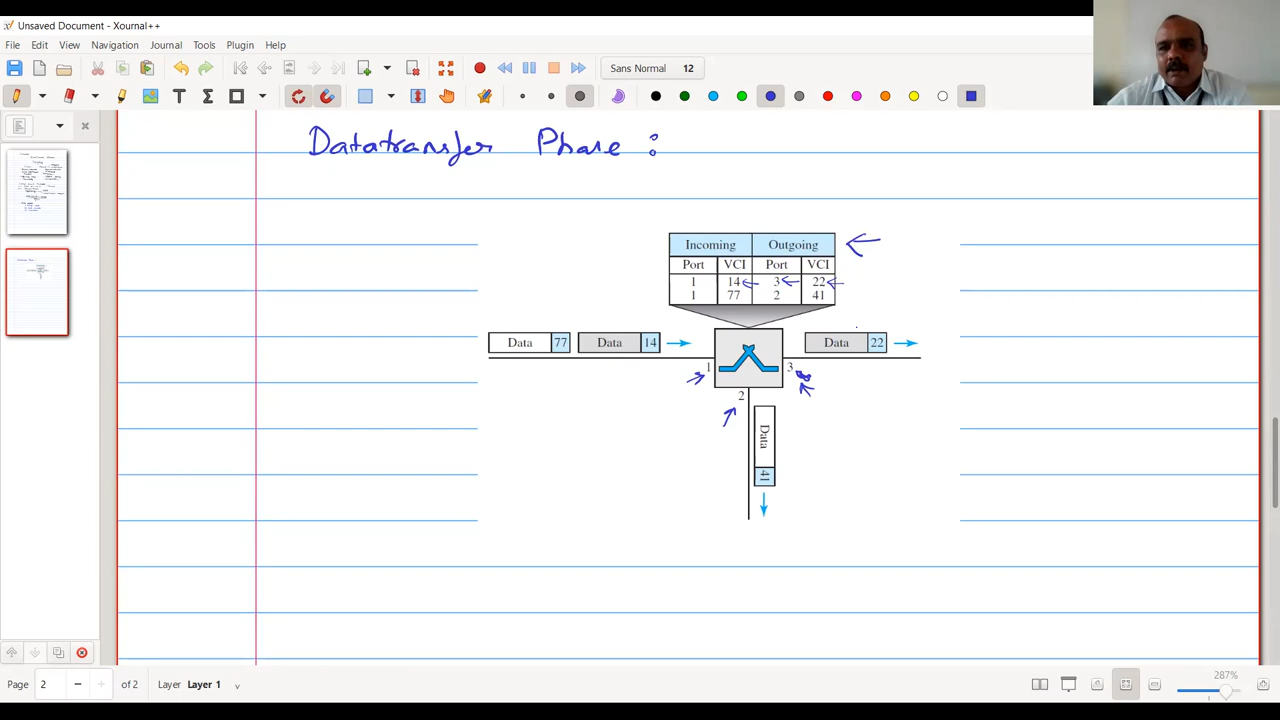 Unsaved Document - Xournal++
File Edit View Navigation Journal Tools Plugin Help
Sans Normal 12
Datatransfer Phase :
Incoming Outgoing
Port VCI Port VCI
1 14 3 22
1 77 2 41
Data 77 Data 14 Data 22
1 3
2
Data 41
Page 2 of 2 Layer Layer 1
287%